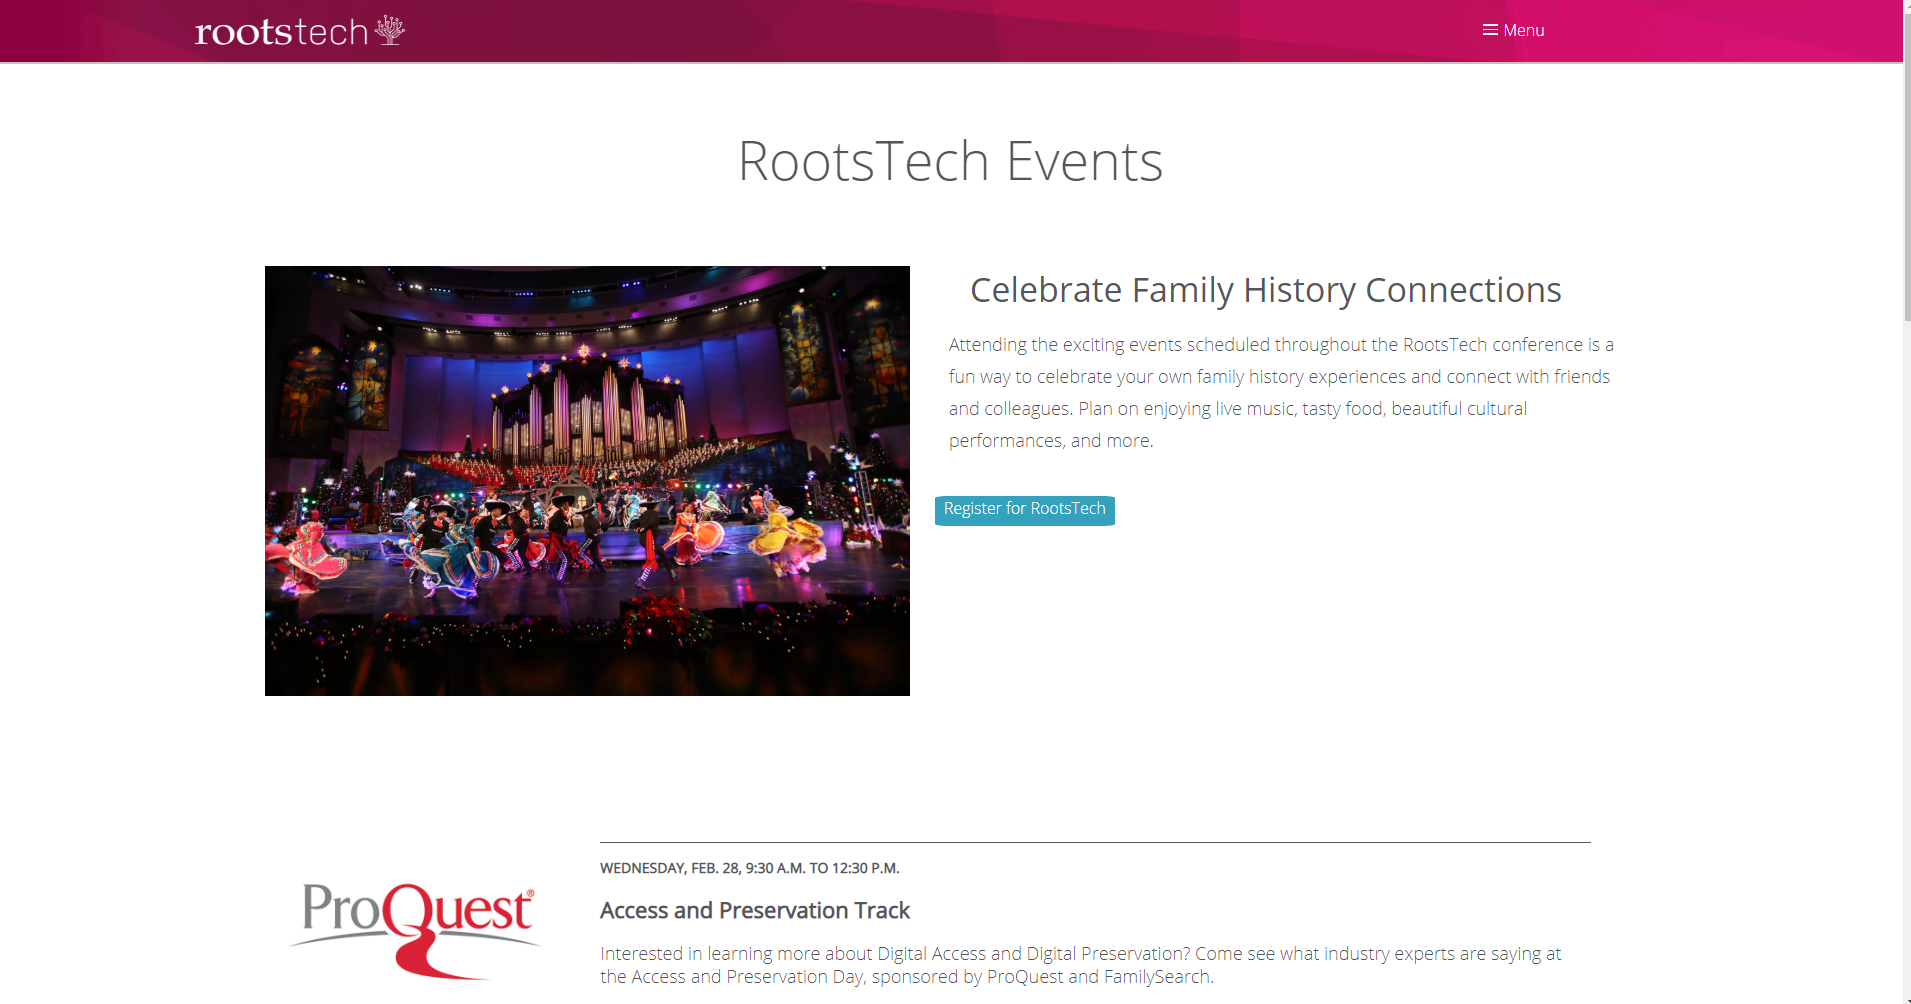 rootstech
Menu
RootsTech Events
Celebrate Family History Connections
Attending the exciting events scheduled throughout the RootsTech conference is a
fun way to celebrate your own family history experiences and connect with friends
and colleagues. Plan on enjoying live music, tasty food, beautiful cultural
performances, and more.
Register for RootsTech
ProQuest®
WEDNESDAY, FEB. 28, 9:30 A.M. TO 12:30 P.M.
Access and Preservation Track
Interested in learning more about Digital Access and Digital Preservation? Come see what industry experts are saying at
the Access and Preservation Day, sponsored by ProQuest and FamilySearch.